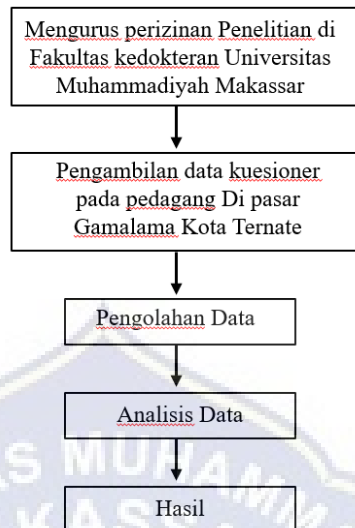 Mengurus perizinan Penelitian di
Fakultas kedokteran Universitas
Muhammadiyah Makassar
Pengambilan data kuesioner
pada pedagang Di pasar
Gamalama Kota Ternate
Pengolahan Data
Analisis Data
Hasil